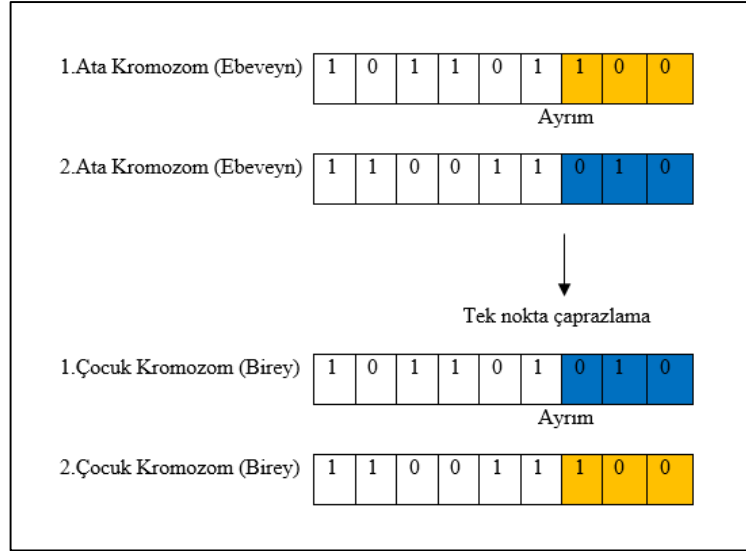 1.Ata Kromozom (Ebeveyn) 1 0 1 1 0 1 1 0 0
Ayrım
2.Ata Kromozom (Ebeveyn) 1 1 0 0 1 1 0 1 0
Tek nokta çaprazlama
1.Çocuk Kromozom (Birey) 1 0 1 1 0 1 0 1 0
Ayrım
2.Çocuk Kromozom (Birey) 1 1 0 0 1 1 1 0 0